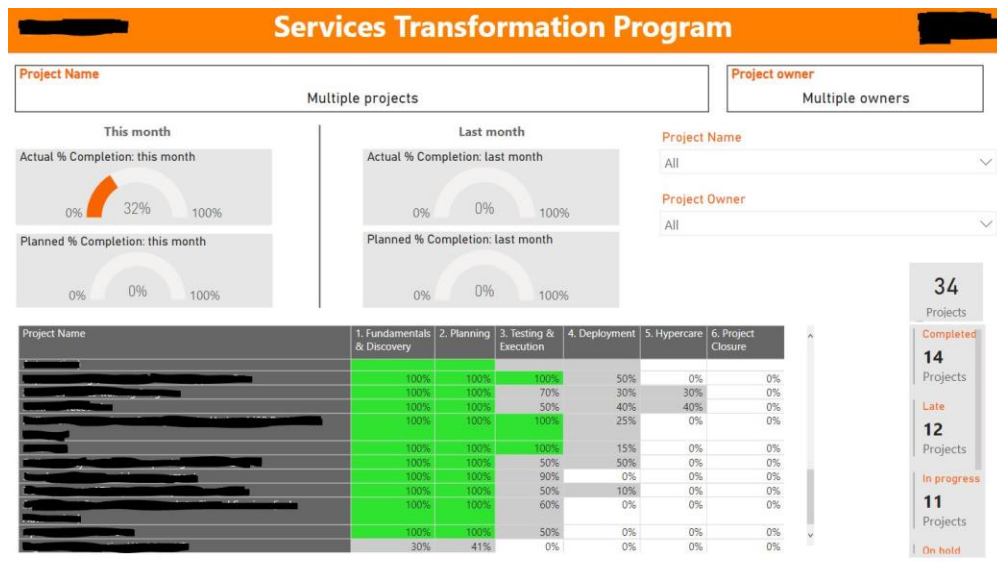 Services Transformation Program
Project Name
Multiple projects
Project owner
Multiple owners
This month
Actual % Completion: this month
0% 32% 100%
Planned % Completion: this month
0% 0% 100%
Last month
Actual % Completion: last month
0% 0% 100%
Planned % Completion: last month
0% 0% 100%
Project Name
All
Project Owner
All
34
Projects
Completed
14
Projects
Late
12
Projects
In progress
11
Projects
On hold
Project Name 1. Fundamentals & Discovery 2. Planning 3. Testing & Execution 4. Deployment 5. Hypercare 6. Project Closure
100% 100% 100% 50% 0% 0%
100% 100% 70% 30% 30% 0%
100% 100% 50% 40% 40% 0%
100% 100% 100% 25% 0% 0%
100% 100% 100% 15% 0% 0%
100% 100% 50% 50% 0% 0%
100% 100% 90% 0% 0% 0%
100% 100% 50% 10% 0% 0%
100% 100% 60% 0% 0% 0%
100% 100% 50% 0% 0% 0%
30% 41% 0% 0% 0% 0%